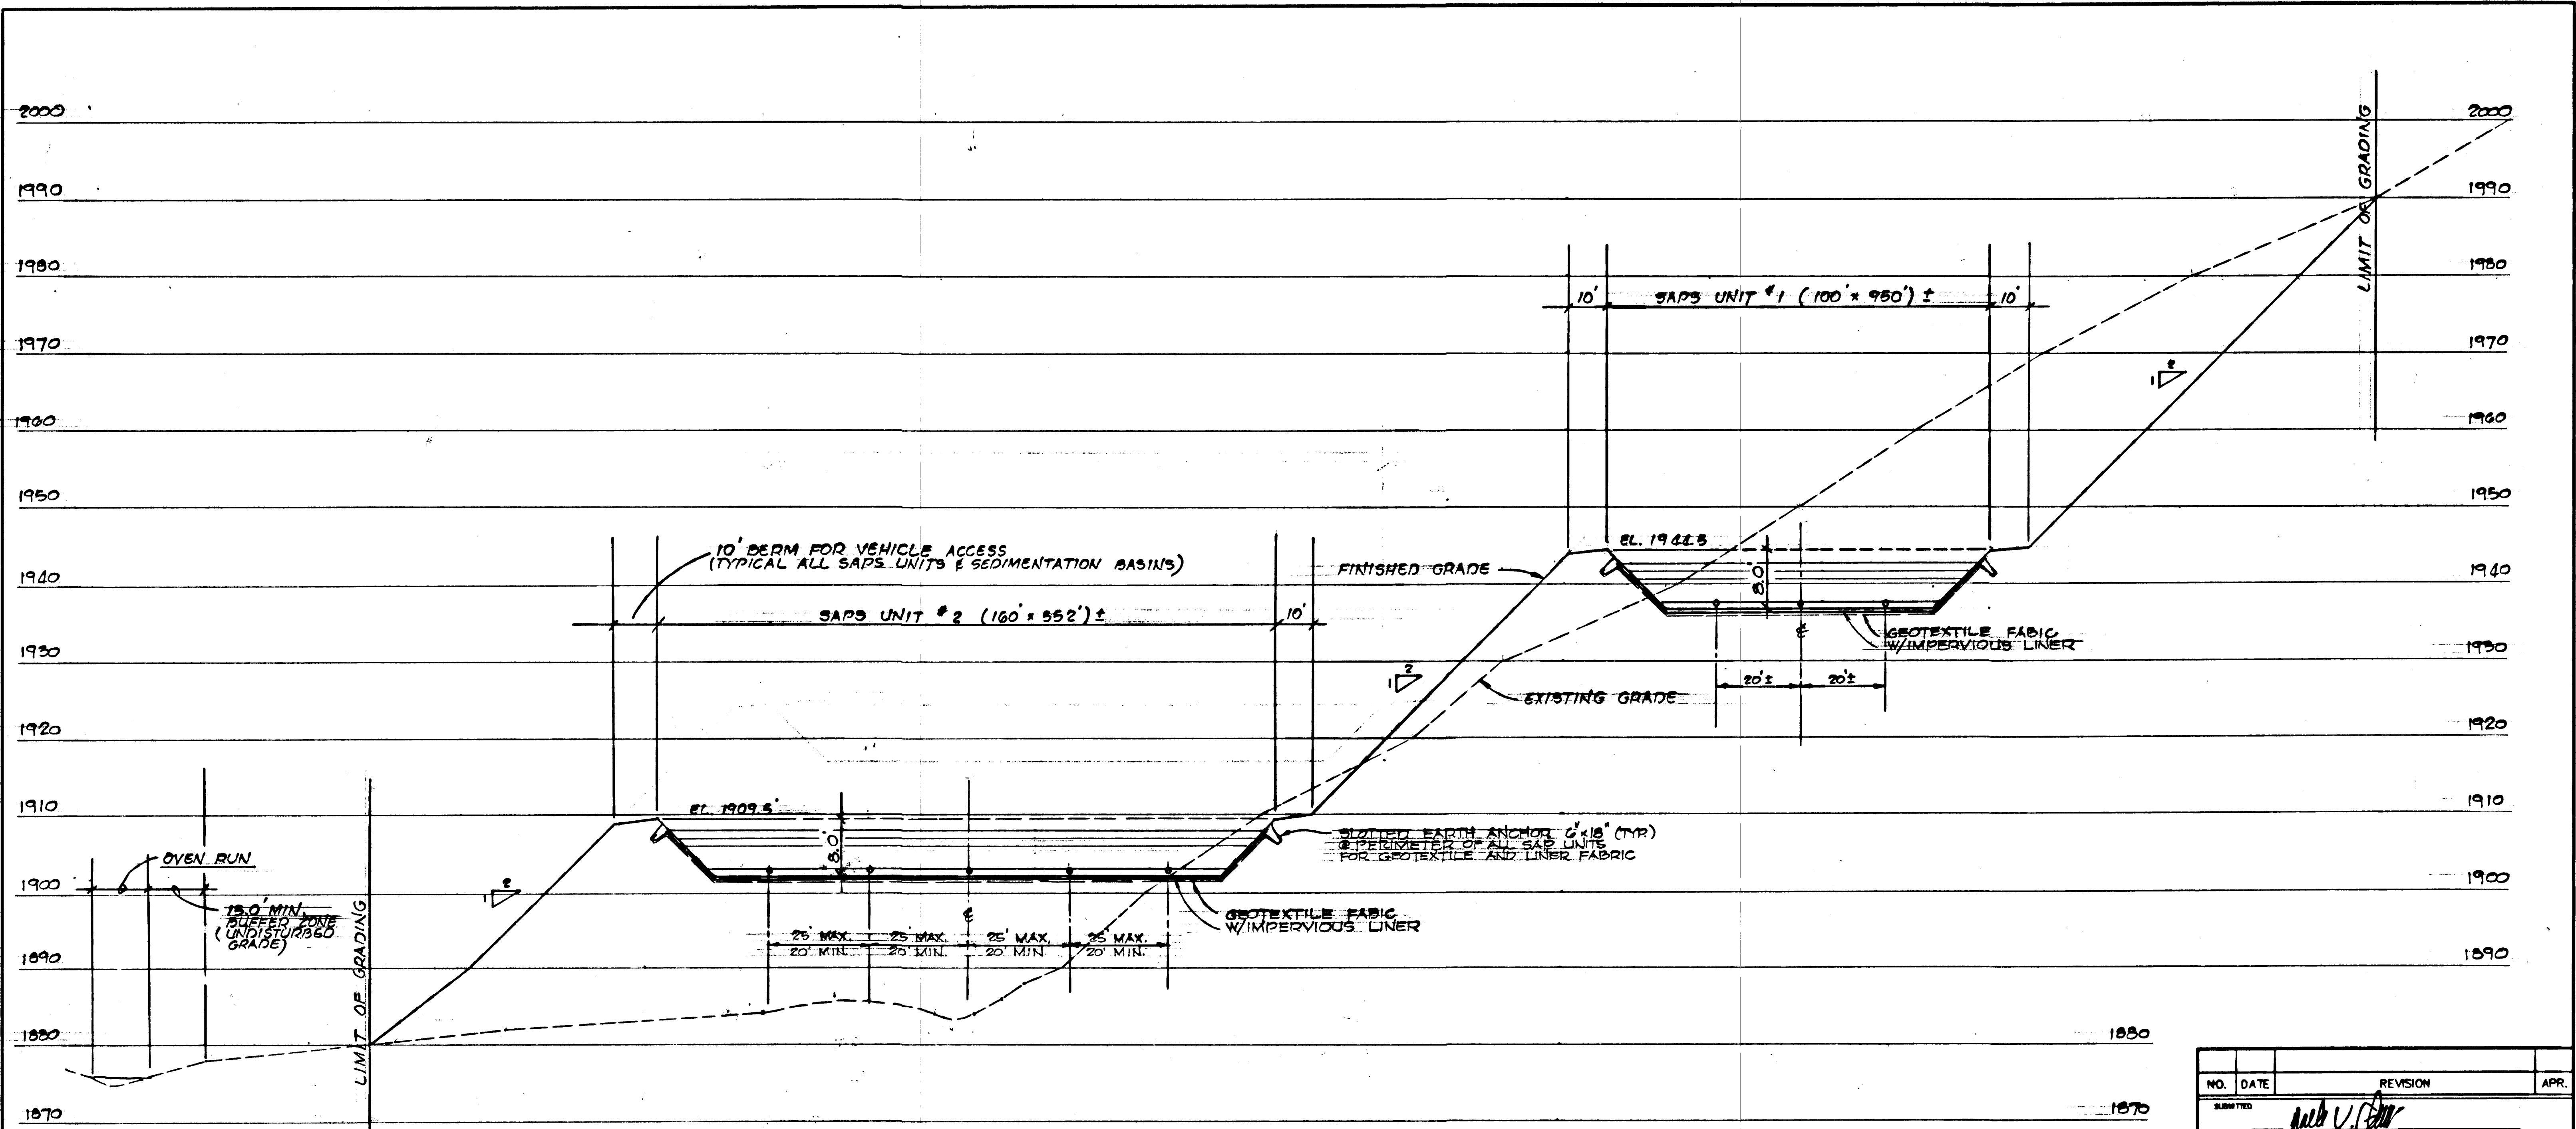 2000
2000
LIMIT OF GRADING
1990
1990
1980
1980
10'
SAPS UNIT #1 (100' x 950') ±
10'
1970
1970
2
1
1960
1960
1950
1950
10' BERM FOR VEHICLE ACCESS
(TYPICAL ALL SAPS UNITS & SEDIMENTATION BASINS)
EL. 1944.5
FINISHED GRADE
8.0'
1940
1940
SAPS UNIT #2 (160' x 552') ±
10'
GEOTEXTILE FABIC
W/IMPERVIOUS LINER
1930
1930
2
1
20'±
20'±
EXISTING GRADE
1920
1920
1910
1910
EL. 1909.5'
8.0'
SLOTTED EARTH ANCHOR 6"x18" (TYP.)
@ PERIMETER OF ALL SAP UNITS
FOR GEOTEXTILE AND LINER FABRIC
OVEN RUN
1900
1900
2
1
15.0' MIN.
BUFFER ZONE
(UNDISTURBED
GRADE)
GEOTEXTILE FABIC
W/IMPERVIOUS LINER
25' MAX.
25' MAX.
25' MAX.
25' MAX.
20' MIN.
20' MIN.
20' MIN
20' MIN.
LIMIT OF GRADING
1890
1890
1880
1880
1870
1870
NO.
DATE
REVISION
APR.
SUBMITTED